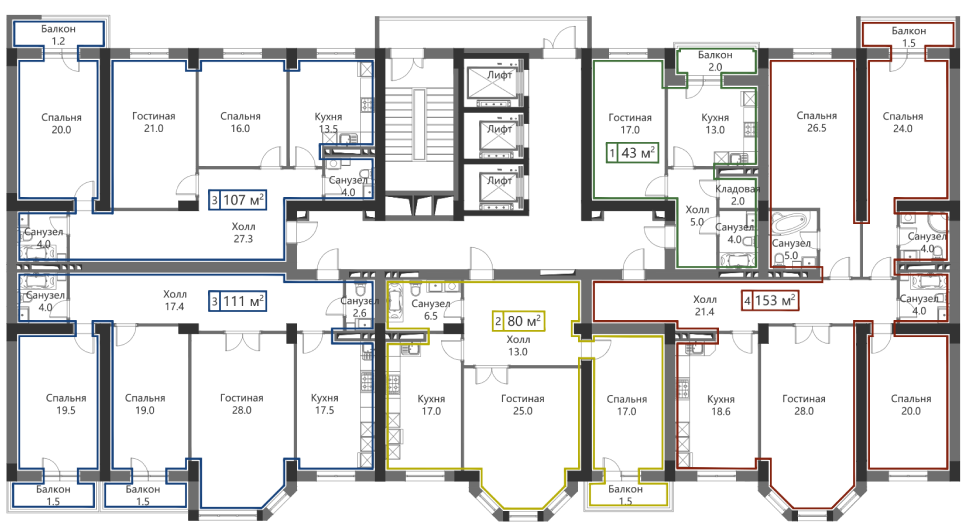 Балкон
1.2
Спальня
20.0
Гостиная
21.0
Спальня
16.0
Кухня
13.5
Санузел
4.0
3 107 м²
Холл
27.3
Санузел
4.0
Лифт
Лифт
Лифт
Гостиная
17.0
1 43 м²
Балкон
2.0
Кухня
13.0
Кладовая
2.0
Холл
5.0
Санузел
4.0
Спальня
26.5
Балкон
1.5
Спальня
24.0
Санузел
5.0
Санузел
4.0
Санузел
4.0
Холл
17.4
3 111 м²
Санузел
2.6
Спальня
19.5
Спальня
19.0
Гостиная
28.0
Кухня
17.5
Балкон
1.5
Балкон
1.5
Санузел
6.5
2 80 м²
Холл
13.0
Кухня
17.0
Гостиная
25.0
Спальня
17.0
Балкон
1.5
Холл
21.4
4 153 м²
Санузел
4.0
Кухня
18.6
Гостиная
28.0
Спальня
20.0